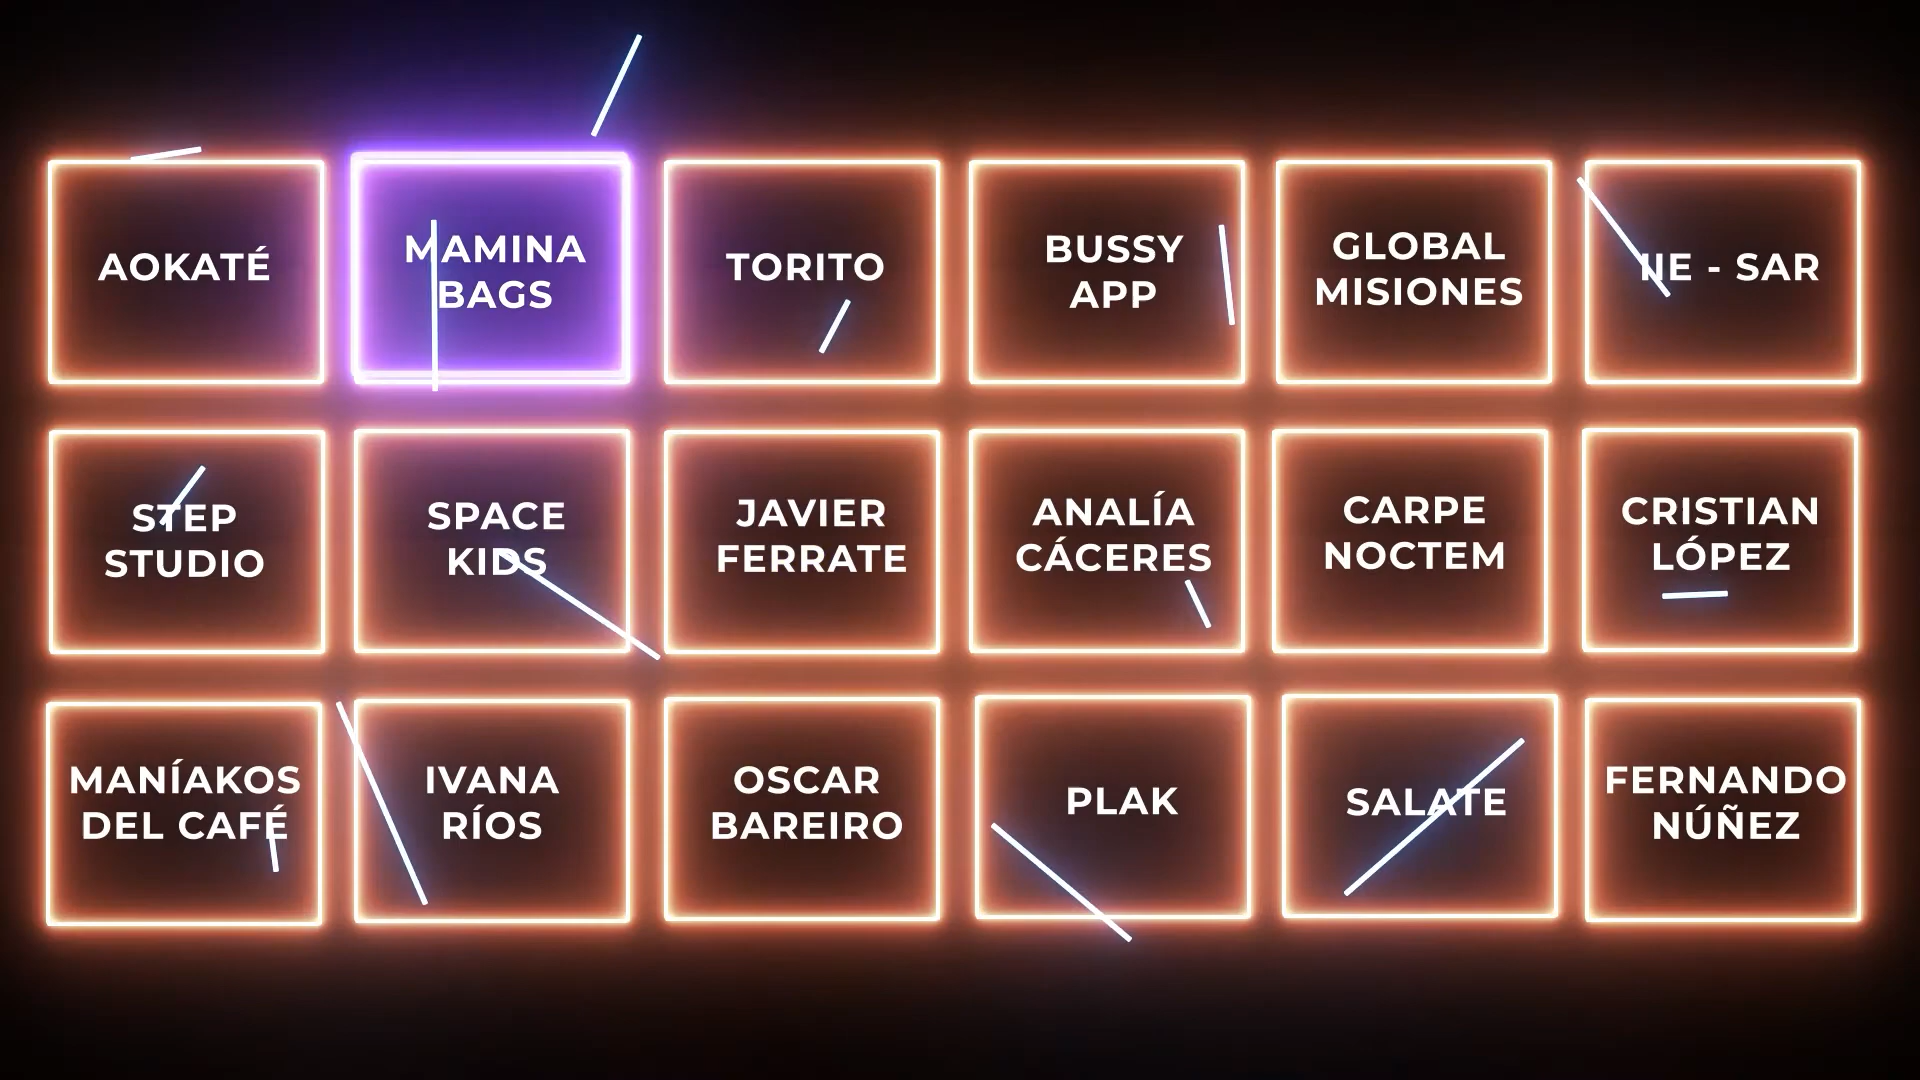 AOKATÉ
MAMINA
BAGS
TORITO
BUSSY
APP
GLOBAL
MISIONES
IIE - SAR
STEP
STUDIO
SPACE
KIDS
JAVIER
FERRATE
ANALÍA
CÁCERES
CARPE
NOCTEM
CRISTIAN
LÓPEZ
MANÍAKOS
DEL CAFÉ
IVANA
RÍOS
OSCAR
BAREIRO
PLAK
SALATE
FERNANDO
NÚÑEZ